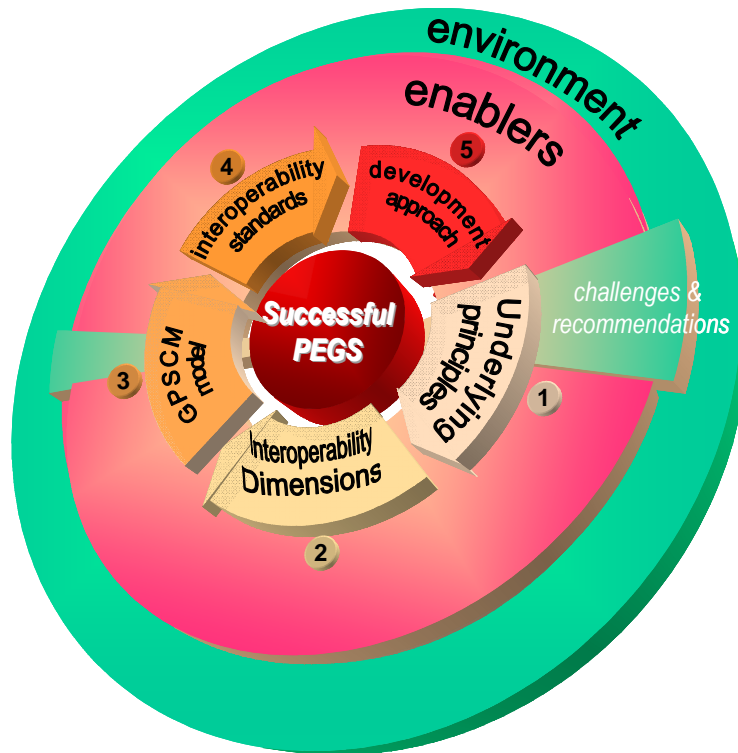 environment
enablers
5
development
approach
4
interoperability
standards
Successful
PEGS
challenges &
recommendations
Underlying
principles
1
GPSCM
model
3
Interoperability
Dimensions
2